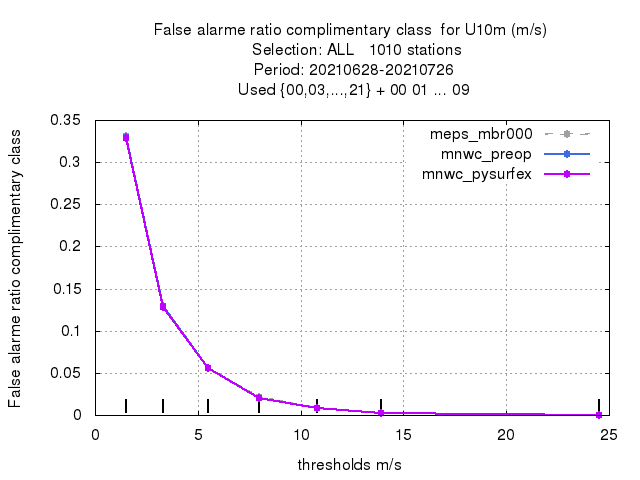 False alarme ratio complimentary class  for U10m (m/s)
Selection: ALL   1010 stations
Period: 20210628-20210726
Used {00,03,...,21} + 00 01 ... 09
False alarme ratio complimentary class
0.35
0.3
0.25
0.2
0.15
0.1
0.05
0
meps_mbr000
mnwc_preop
mnwc_pysurfex
0 5 10 15 20 25
thresholds m/s